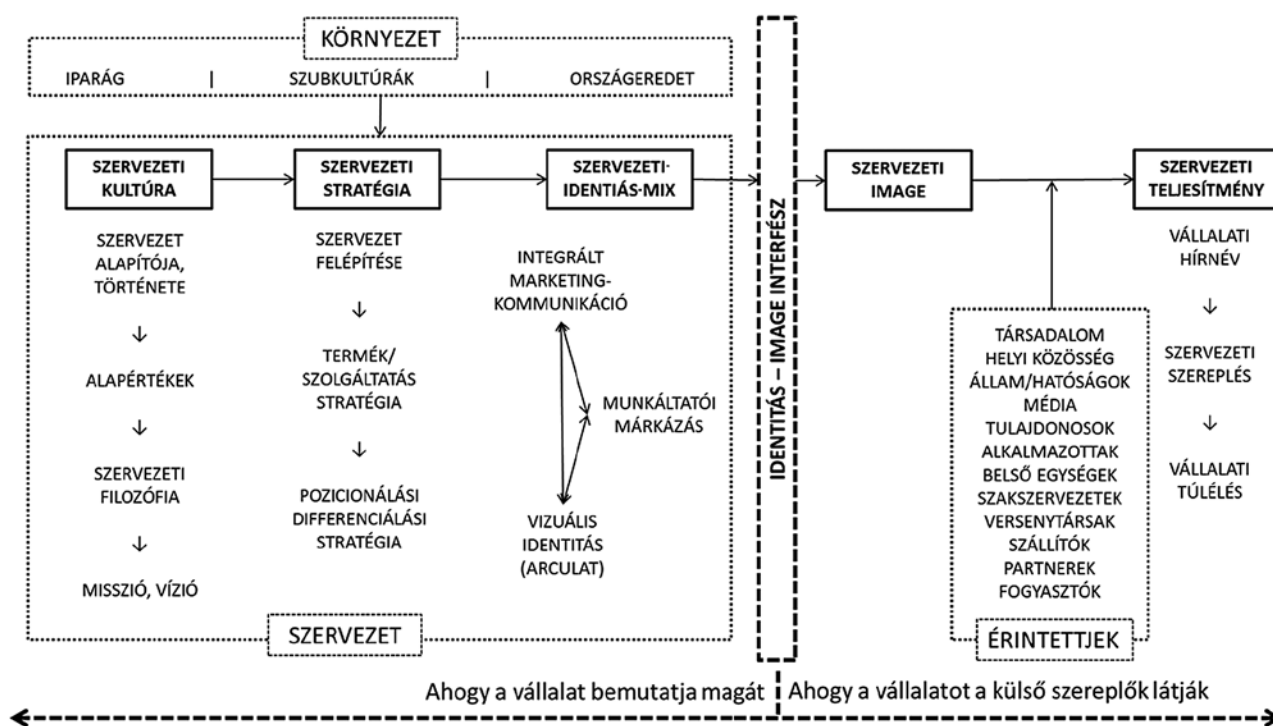 KÖRNYEZET
IPARÁG | SZUBKULTÚRÁK | ORSZÁGEREDET
SZERVEZETI
KULTÚRA
SZERVEZET
ALAPÍTÓJA,
TÖRTÉNETE
ALAPÉRTÉKEK
SZERVEZETI
FILOZÓFIA
MISSZIÓ, VÍZIÓ
SZERVEZETI
STRATÉGIA
SZERVEZET
FELÉPÍTÉSE
TERMÉK/
SZOLGÁLTATÁS
STRATÉGIA
POZICIONÁLÁSI
DIFFERENCIÁLÁSI
STRATÉGIA
SZERVEZETI-
IDENTIÁS-MIX
INTEGRÁLT
MARKETING-
KOMMUNIKÁCIÓ
MUNKÁLTATÓI
MÁRKÁZÁS
VIZUÁLIS
IDENTITÁS
(ARCULAT)
SZERVEZET
IDENTITÁS – IMAGE INTERFÉSZ
SZERVEZETI
IMAGE
TÁRSADALOM
HELYI KÖZÖSSÉG
ÁLLAM/HATÓSÁGOK
MÉDIA
TULAJDONOSOK
ALKALMAZOTTAK
BELSŐ EGYSÉGEK
SZAKSZERVEZETEK
VERSENYTÁRSAK
SZÁLLÍTÓK
PARTNEREK
FOGYASZTÓK
ÉRINTETTJEK
SZERVEZETI
TELJESÍTMÉNY
VÁLLALATI
HÍRNÉV
SZERVEZETI
SZEREPLÉS
VÁLLALATI
TÚLÉLÉS
Ahogy a vállalat bemutatja magát
Ahogy a vállalatot a külső szereplők látják